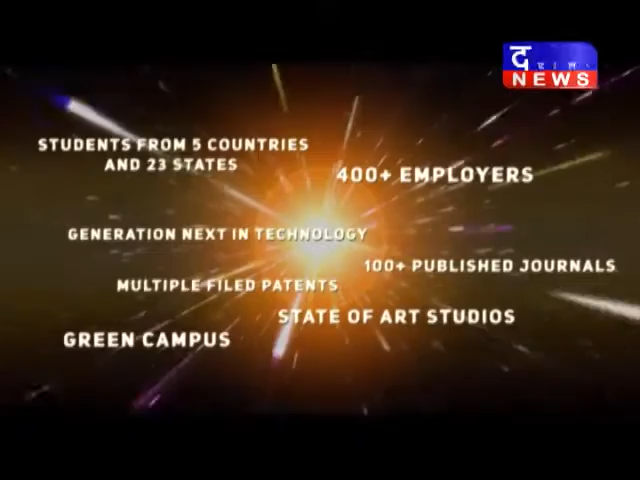 द
NEWS
STUDENTS FROM 5 COUNTRIES
AND 23 STATES
400+ EMPLOYERS
GENERATION NEXT IN TECHNOLOGY
100+ PUBLISHED JOURNALS
MULTIPLE FILED PATENTS
STATE OF ART STUDIOS
GREEN CAMPUS